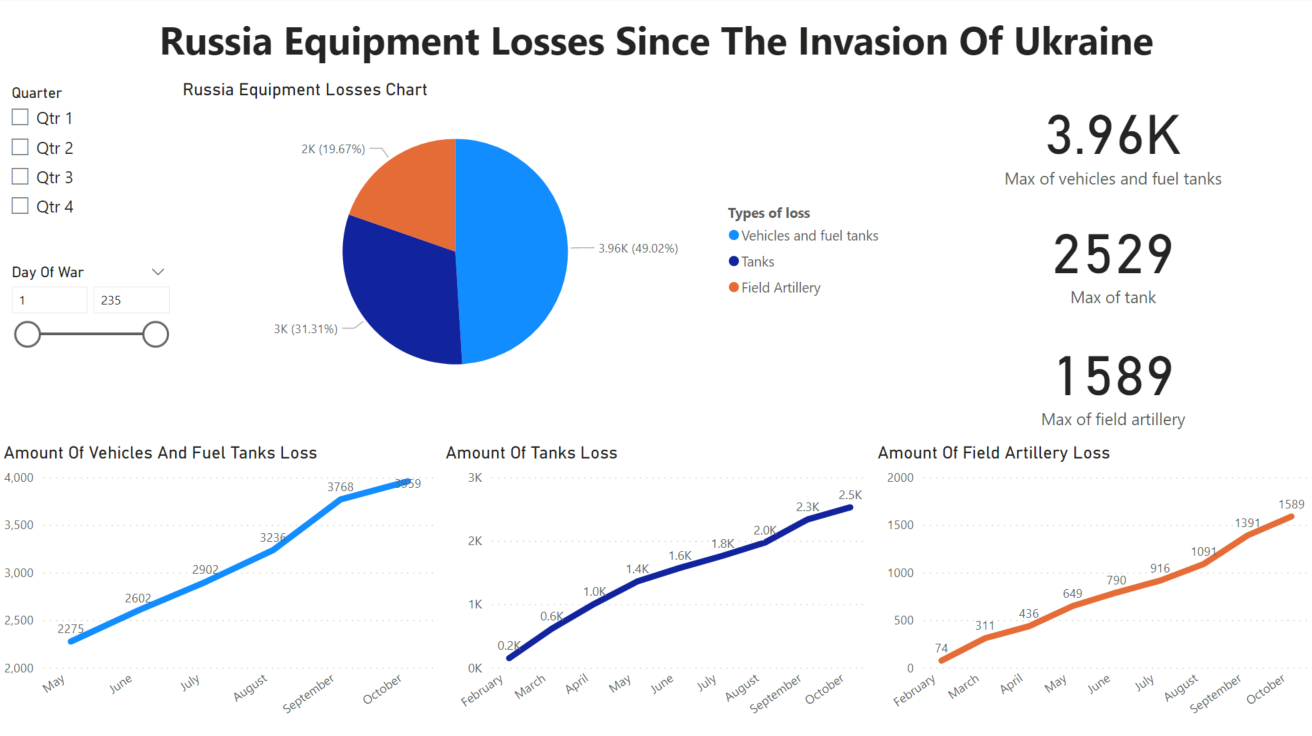 Russia Equipment Losses Since The Invasion Of Ukraine
Quarter
Qtr 1
Qtr 2
Qtr 3
Qtr 4
Day Of War
1
235
Russia Equipment Losses Chart
2K (19.67%)
3.96K (49.02%)
3K (31.31%)
Types of loss
Vehicles and fuel tanks
Tanks
Field Artillery
3.96K
Max of vehicles and fuel tanks
2529
Max of tank
1589
Max of field artillery
Amount Of Vehicles And Fuel Tanks Loss
4,000
3,500
3,000
2,500
2,000
2275
2602
2902
3236
3768
3959
May
June
July
August
September
October
Amount Of Tanks Loss
3K
2K
1K
0K
0.2K
0.6K
1.0K
1.4K
1.6K
1.8K
2.0K
2.3K
2.5K
February
March
April
May
June
July
August
September
October
Amount Of Field Artillery Loss
2000
1500
1000
500
0
74
311
436
649
790
916
1091
1391
1589
February
March
April
May
June
July
August
September
October